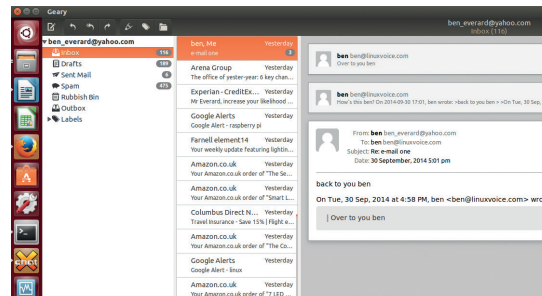 Geary
ben_everard@yahoo.com
Inbox (116)
ben_everard@yahoo.com
Inbox 116
Drafts 189
Sent Mail 6
Spam 475
Rubbish Bin
Outbox
Labels
ben, Me Yesterday
e-mail one 3
Arena Group Yesterday
The office of yester-year: 6 key chan...
Experian - CreditEx... Yesterday
Mr Everard, increase your likelihood ...
Google Alerts Yesterday
Google Alert - raspberry pi
Farnell element14 Yesterday
Your weekly update featuring lightin...
Amazon.co.uk Yesterday
Your Amazon.co.uk order of "The Se...
Amazon.co.uk Yesterday
Your Amazon.co.uk order of "Smart L...
Columbus Direct N... Yesterday
Travel Insurance - Save 15% | Flight e...
Amazon.co.uk Yesterday
Your Amazon.co.uk order of "The Co...
Google Alerts Yesterday
Google Alert - linux
Amazon.co.uk Yesterday
Your Amazon.co.uk order of "7 LED ...
ben ben@linuxvoice.com
Over to you ben
ben ben@linuxvoice.com
How's this ben? On 2014-09-30 17:01, ben wrote: >back to you ben > >On Tue, 30 Sep,
From: ben ben_everard@yahoo.com
To: ben ben@linuxvoice.com
Subject: Re: e-mail one
Date: 30 September, 2014 5:01 pm
back to you ben
On Tue, 30 Sep, 2014 at 4:58 PM, ben <ben@linuxvoice.com> wro
Over to you ben